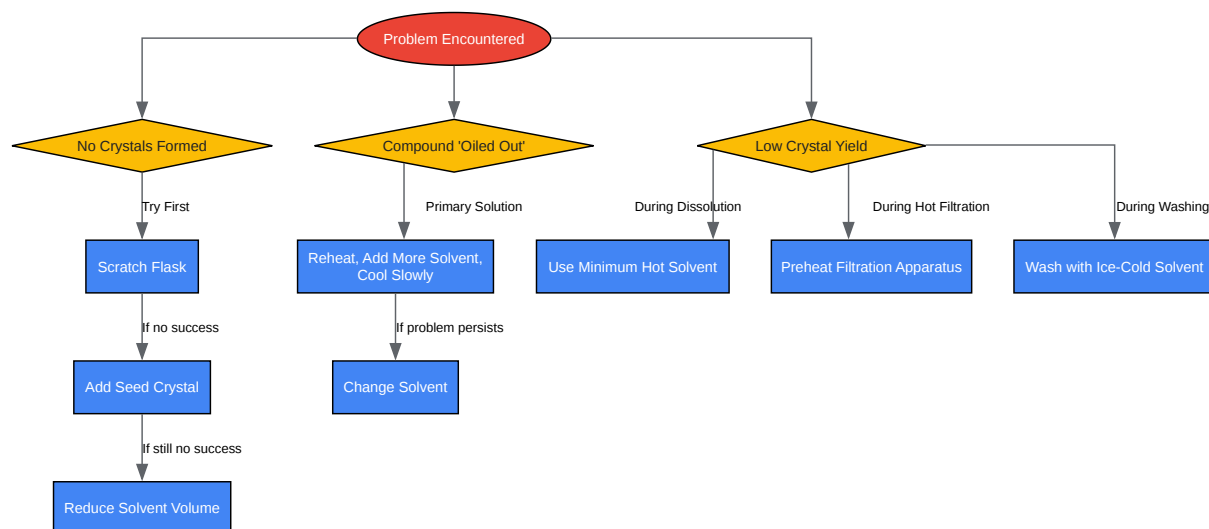 Problem Encountered
No Crystals Formed
Compound 'Oiled Out'
Low Crystal Yield
Try First
Primary Solution
During Dissolution
During Hot Filtration
During Washing
Scratch Flask
Reheat, Add More Solvent,
Cool Slowly
Use Minimum Hot Solvent
Preheat Filtration Apparatus
Wash with Ice-Cold Solvent
If no success
If problem persists
Add Seed Crystal
Change Solvent
If still no success
Reduce Solvent Volume